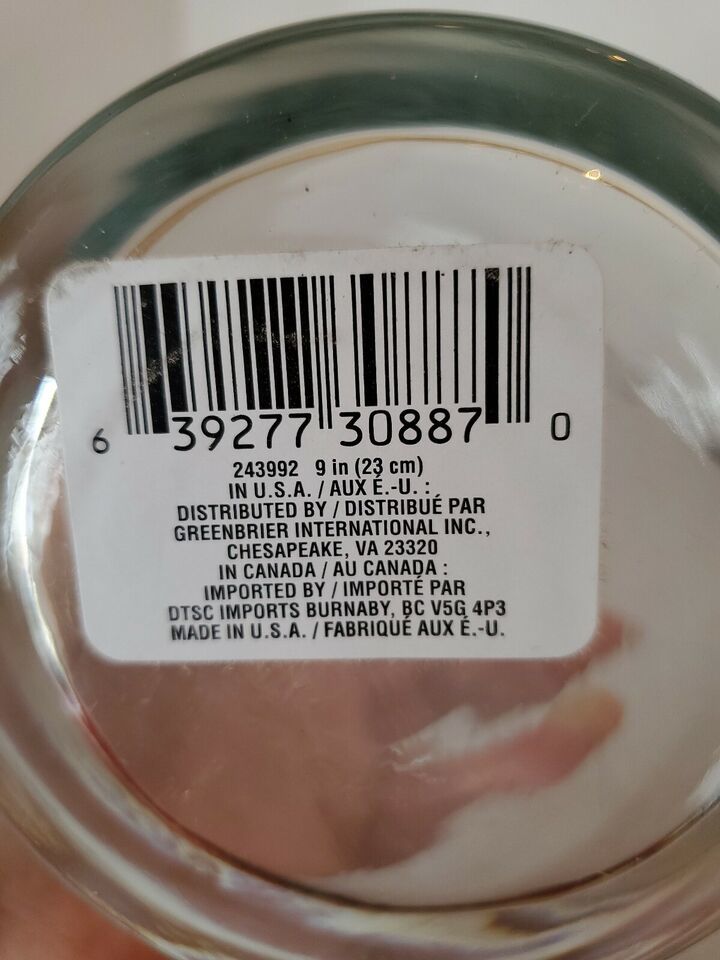 6 39277 30887 0
243992 9 in (23 cm)
IN U.S.A. / AUX É.-U. :
DISTRIBUTED BY / DISTRIBUÉ PAR
GREENBRIER INTERNATIONAL INC.,
CHESAPEAKE, VA 23320
IN CANADA / AU CANADA :
IMPORTED BY / IMPORTÉ PAR
DTSC IMPORTS BURNABY, BC V5G 4P3
MADE IN U.S.A. / FABRIQUÉ AUX É.-U.